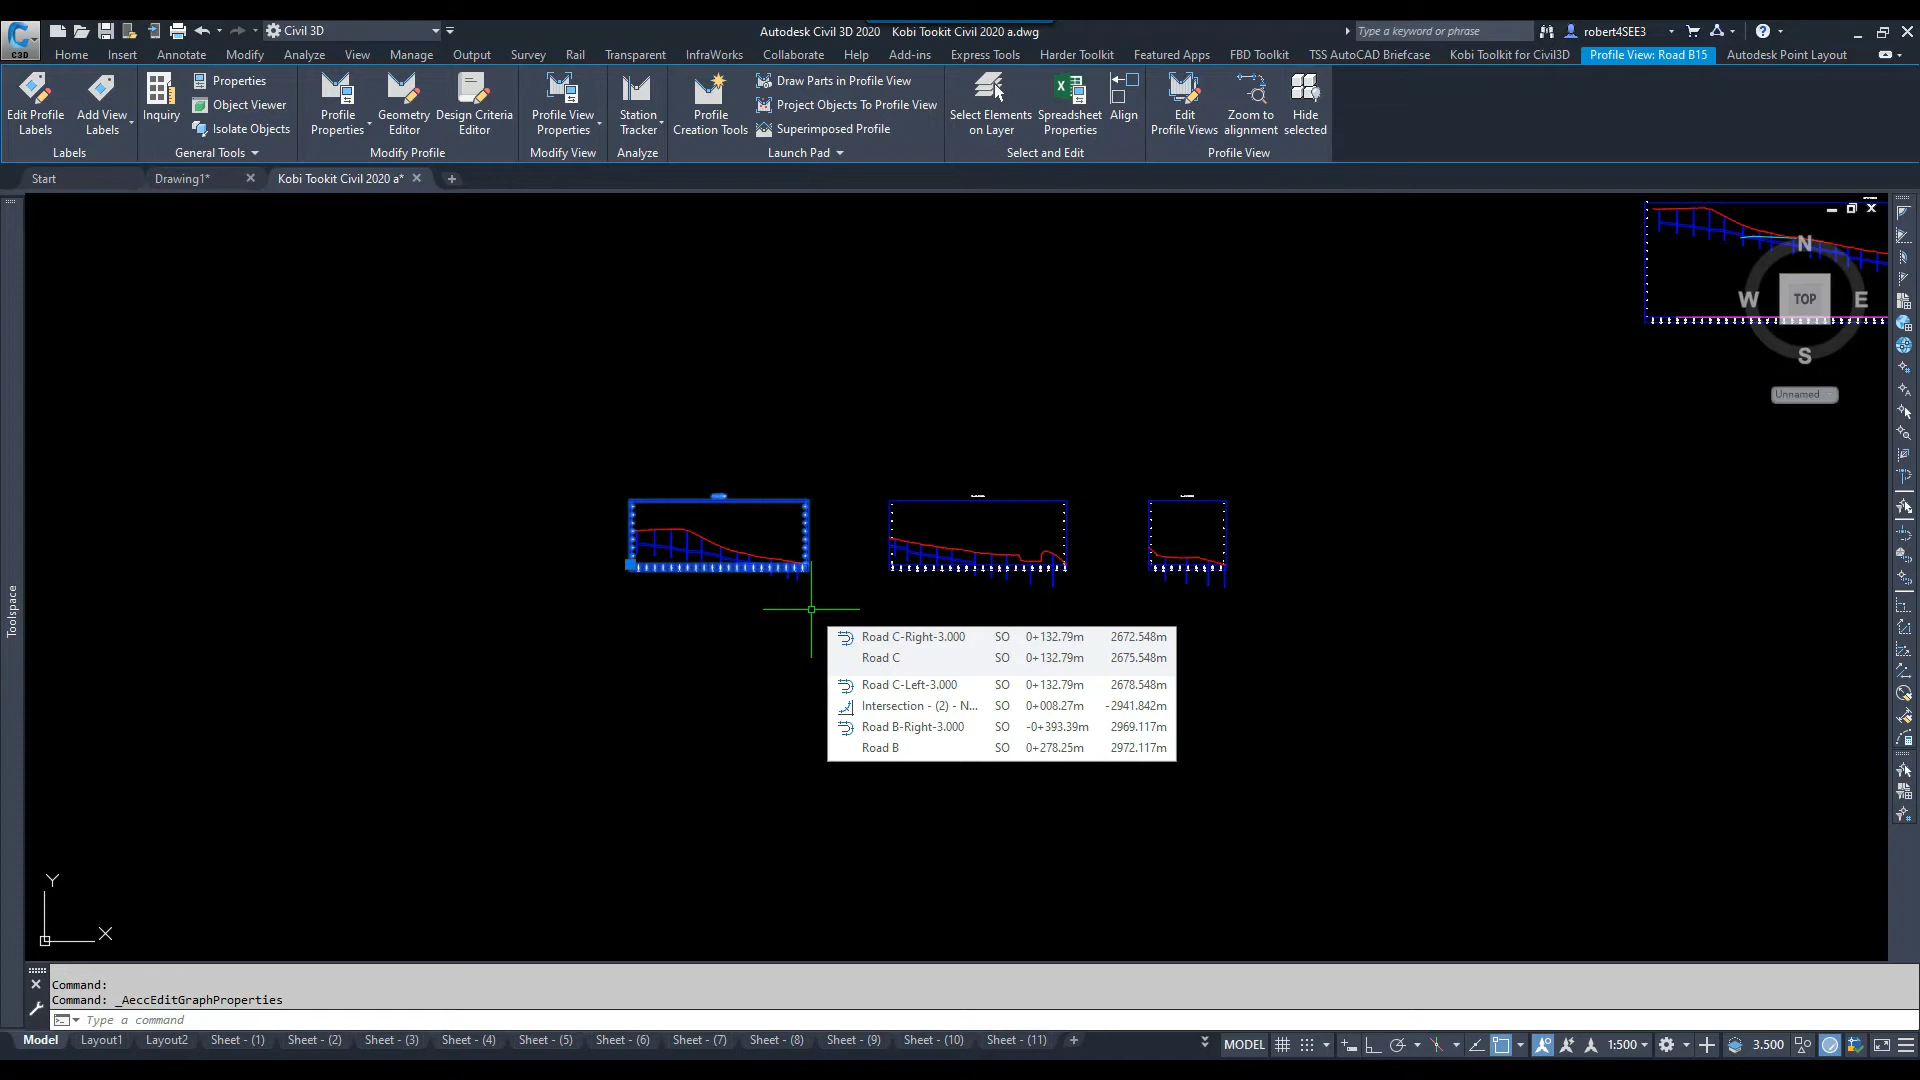 C3D
Civil 3D
Autodesk Civil 3D 2020 Kobi Tookit Civil 2020 a.dwg
Type a keyword or phrase
robert4SEE3
Home Insert Annotate Modify Analyze View Manage Output Survey Rail Transparent InfraWorks Collaborate Add-ins Express Tools Harder Toolkit Featured Apps FBD Toolkit TSS AutoCAD Briefcase Kobi Toolkit for Civil3D Profile View: Road B15 Autodesk Point Layout
Edit Profile
Labels
Add View
Labels
Labels
Inquiry
Properties
Object Viewer
Isolate Objects
General Tools
Profile
Properties
Geometry
Editor
Design Criteria
Editor
Modify Profile
Profile View
Properties
Modify View
Station
Tracker
Analyze
Profile
Creation Tools
Draw Parts in Profile View
Project Objects To Profile View
Superimposed Profile
Launch Pad
Select Elements
on Layer
Spreadsheet
Properties
Align
Select and Edit
Edit
Profile Views
Zoom to
alignment
Hide
selected
Profile View
Start Drawing1* Kobi Tookit Civil 2020 a*
N
W TOP E
S
Unnamed
Toolspace
Road C-Right-3.000 SO 0+132.79m 2672.548m
Road C SO 0+132.79m 2675.548m
Road C-Left-3.000 SO 0+132.79m 2678.548m
Intersection - (2) - N... SO 0+008.27m -2941.842m
Road B-Right-3.000 SO -0+393.39m 2969.117m
Road B SO 0+278.25m 2972.117m
Y
X
Command:
Command: _AeccEditGraphProperties
Type a command
Model Layout1 Layout2 Sheet - (1) Sheet - (2) Sheet - (3) Sheet - (4) Sheet - (5) Sheet - (6) Sheet - (7) Sheet - (8) Sheet - (9) Sheet - (10) Sheet - (11) MODEL 1:500 3.500